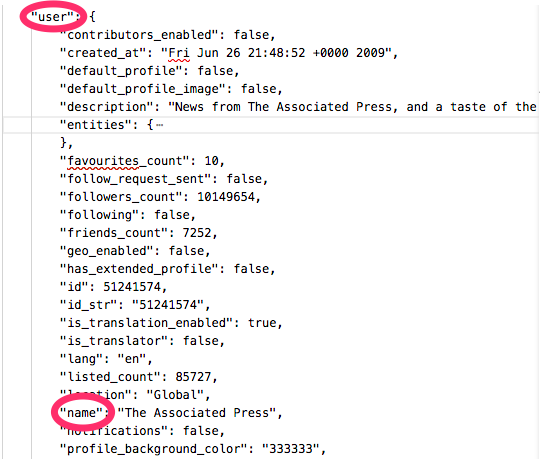 "user": {
"contributors_enabled": false,
"created_at": "Fri Jun 26 21:48:52 +0000 2009",
"default_profile": false,
"default_profile_image": false,
"description": "News from The Associated Press, and a taste of the
"entities": {⋯
},
"favourites_count": 10,
"follow_request_sent": false,
"followers_count": 10149654,
"following": false,
"friends_count": 7252,
"geo_enabled": false,
"has_extended_profile": false,
"id": 51241574,
"id_str": "51241574",
"is_translation_enabled": true,
"is_translator": false,
"lang": "en",
"listed_count": 85727,
"location": "Global",
"name": "The Associated Press",
"notifications": false,
"profile_background_color": "333333",